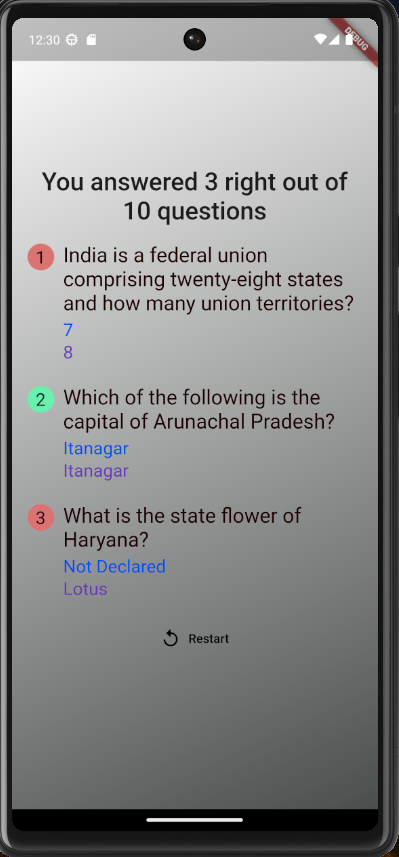 12:30
DEBUG
You answered 3 right out of
10 questions
1
India is a federal union
comprising twenty-eight states
and how many union territories?
7
8
2
Which of the following is the
capital of Arunachal Pradesh?
Itanagar
Itanagar
3
What is the state flower of
Haryana?
Not Declared
Lotus
Restart